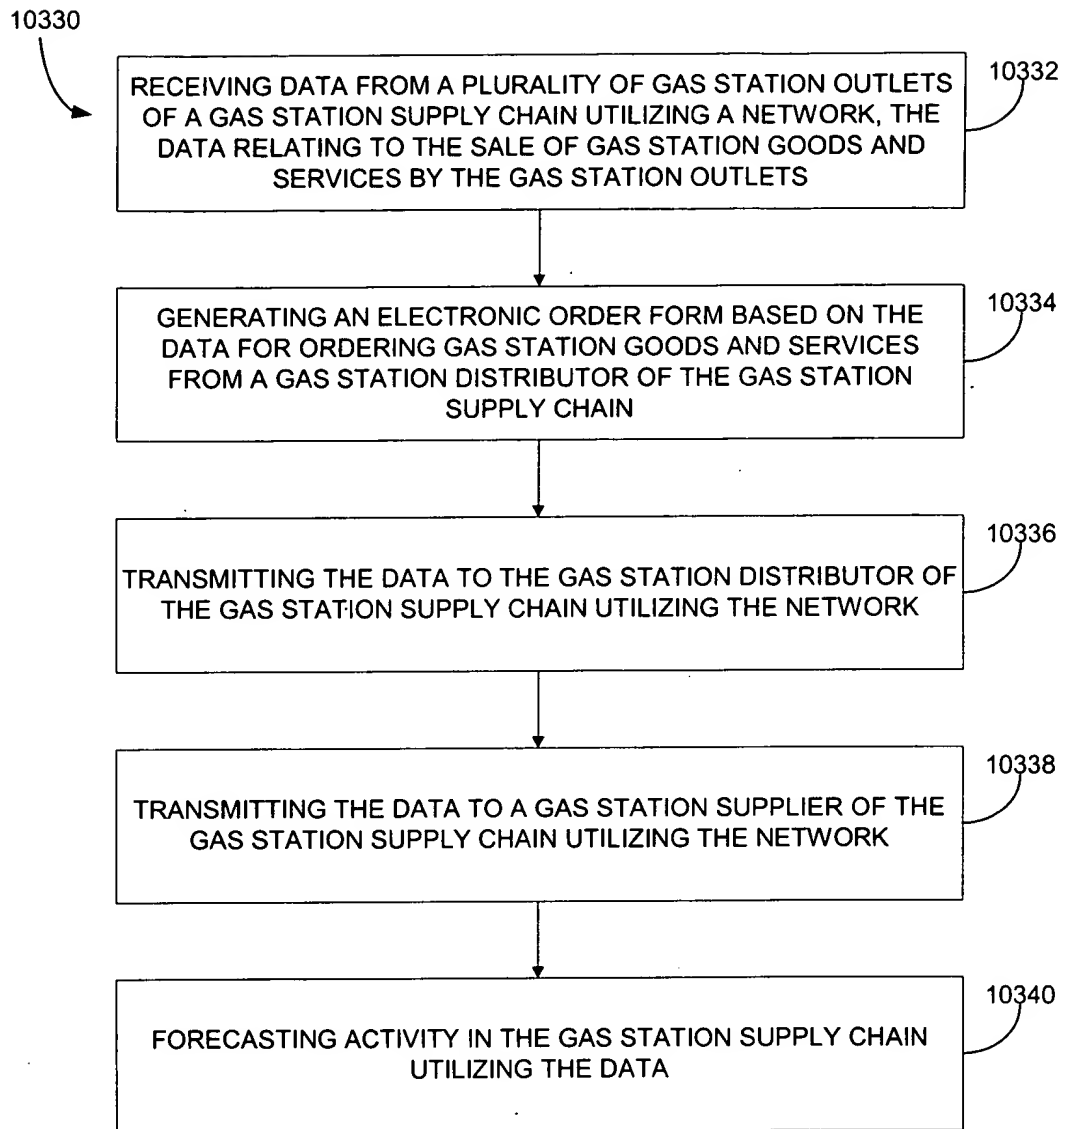 10330
10332
RECEIVING DATA FROM A PLURALITY OF GAS STATION OUTLETS
OF A GAS STATION SUPPLY CHAIN UTILIZING A NETWORK, THE
DATA RELATING TO THE SALE OF GAS STATION GOODS AND
SERVICES BY THE GAS STATION OUTLETS
10334
GENERATING AN ELECTRONIC ORDER FORM BASED ON THE
DATA FOR ORDERING GAS STATION GOODS AND SERVICES
FROM A GAS STATION DISTRIBUTOR OF THE GAS STATION
SUPPLY CHAIN
10336
TRANSMITTING THE DATA TO THE GAS STATION DISTRIBUTOR OF
THE GAS STATION SUPPLY CHAIN UTILIZING THE NETWORK
10338
TRANSMITTING THE DATA TO A GAS STATION SUPPLIER OF THE
GAS STATION SUPPLY CHAIN UTILIZING THE NETWORK
10340
FORECASTING ACTIVITY IN THE GAS STATION SUPPLY CHAIN
UTILIZING THE DATA